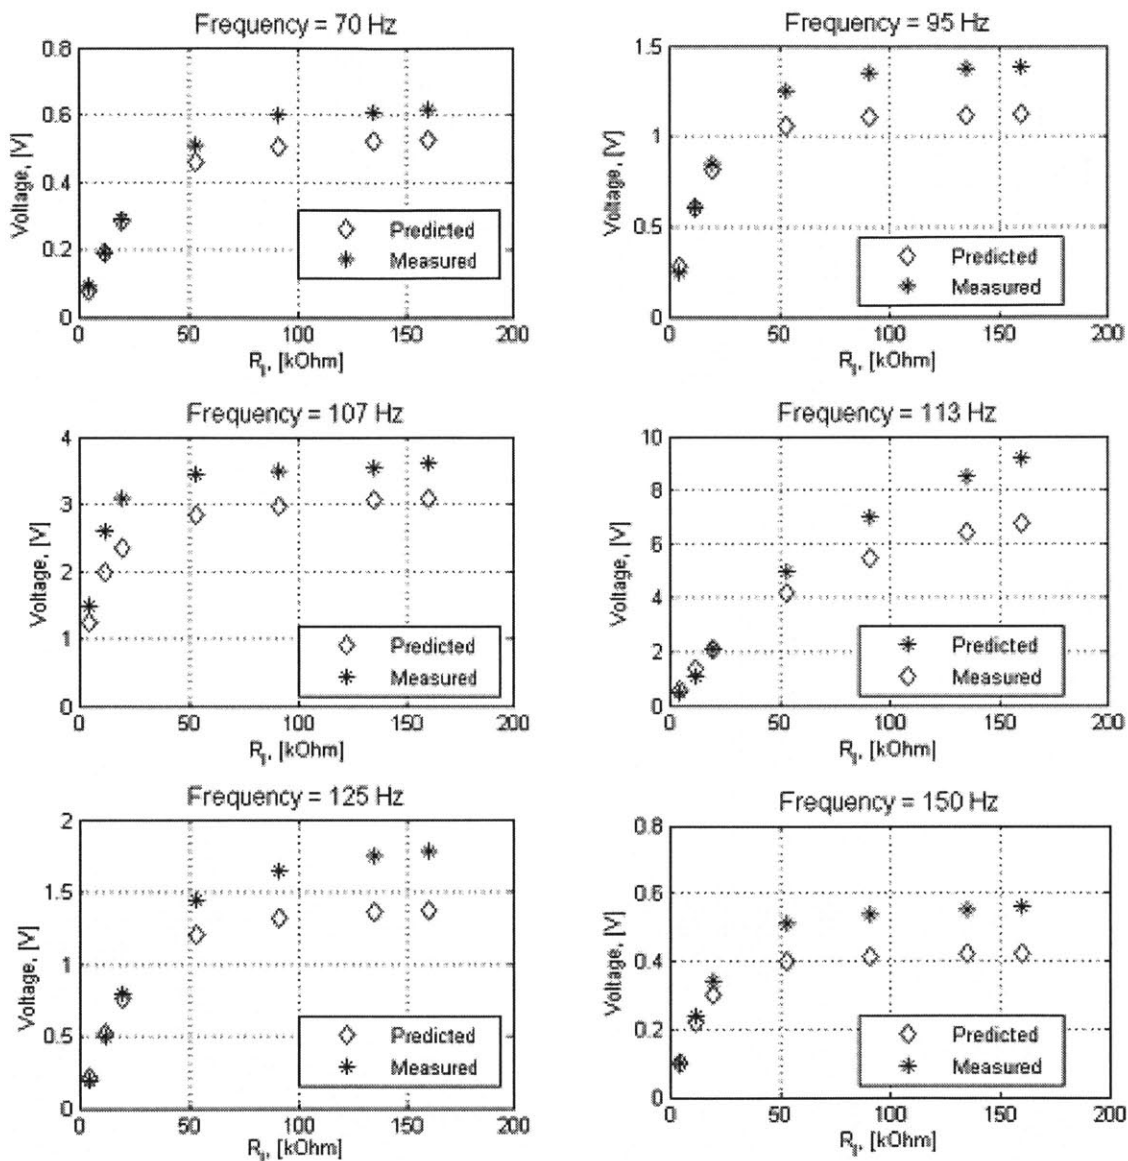 Frequency = 70 Hz
0.8
0.6
0.4
0.2
0
Voltage, [V]
Predicted
Measured
0 50 100 150 200
R_l, [kOhm]
Frequency = 95 Hz
1.5
1
0.5
0
Voltage, [V]
Predicted
Measured
0 50 100 150 200
R_l, [kOhm]
Frequency = 107 Hz
4
3
2
1
0
Voltage, [V]
Predicted
Measured
0 50 100 150 200
R_l, [kOhm]
Frequency = 113 Hz
10
8
6
4
2
0
Voltage, [V]
Predicted
Measured
0 50 100 150 200
R_l, [kOhm]
Frequency = 125 Hz
2
1.5
1
0.5
0
Voltage, [V]
Predicted
Measured
0 50 100 150 200
R_l, [kOhm]
Frequency = 150 Hz
0.8
0.6
0.4
0.2
0
Voltage, [V]
Predicted
Measured
0 50 100 150 200
R_l, [kOhm]